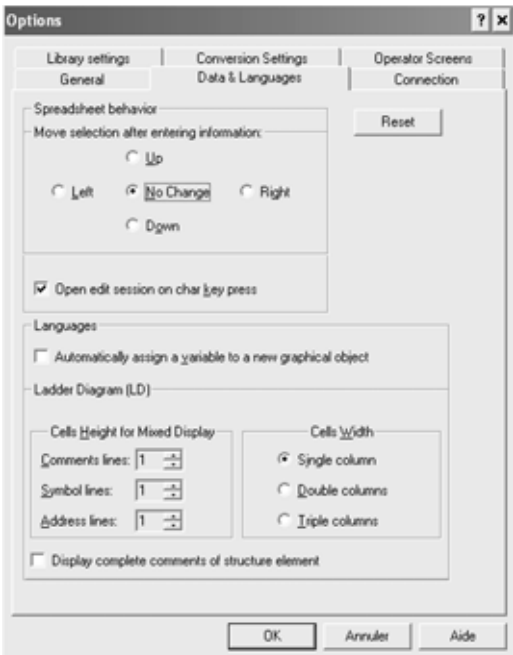 Options
Library settings Conversion Settings Operator Screens
General Data & Languages Connection
Spreadsheet behavior
Reset
Move selection after entering information:
Up
Left No Change Right
Down
Open edit session on char key press
Languages
Automatically assign a variable to a new graphical object
Ladder Diagram (LD)
Cells Height for Mixed Display Cells Width
Comments lines: 1 Single column
Symbol lines: 1 Double columns
Address lines: 1 Triple columns
Display complete comments of structure element
OK Annuler Aide